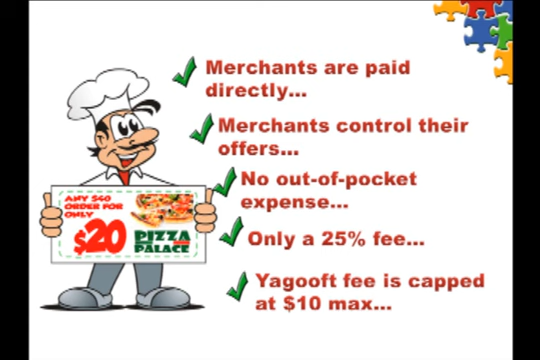 Merchants are paid
directly...
Merchants control their
offers...
No out-of-pocket
expense...
Only a 25% fee...
Yagooft fee is capped
at $10 max...
ANY $40
ORDER FOR
ONLY
$20
PIZZA
PALACE